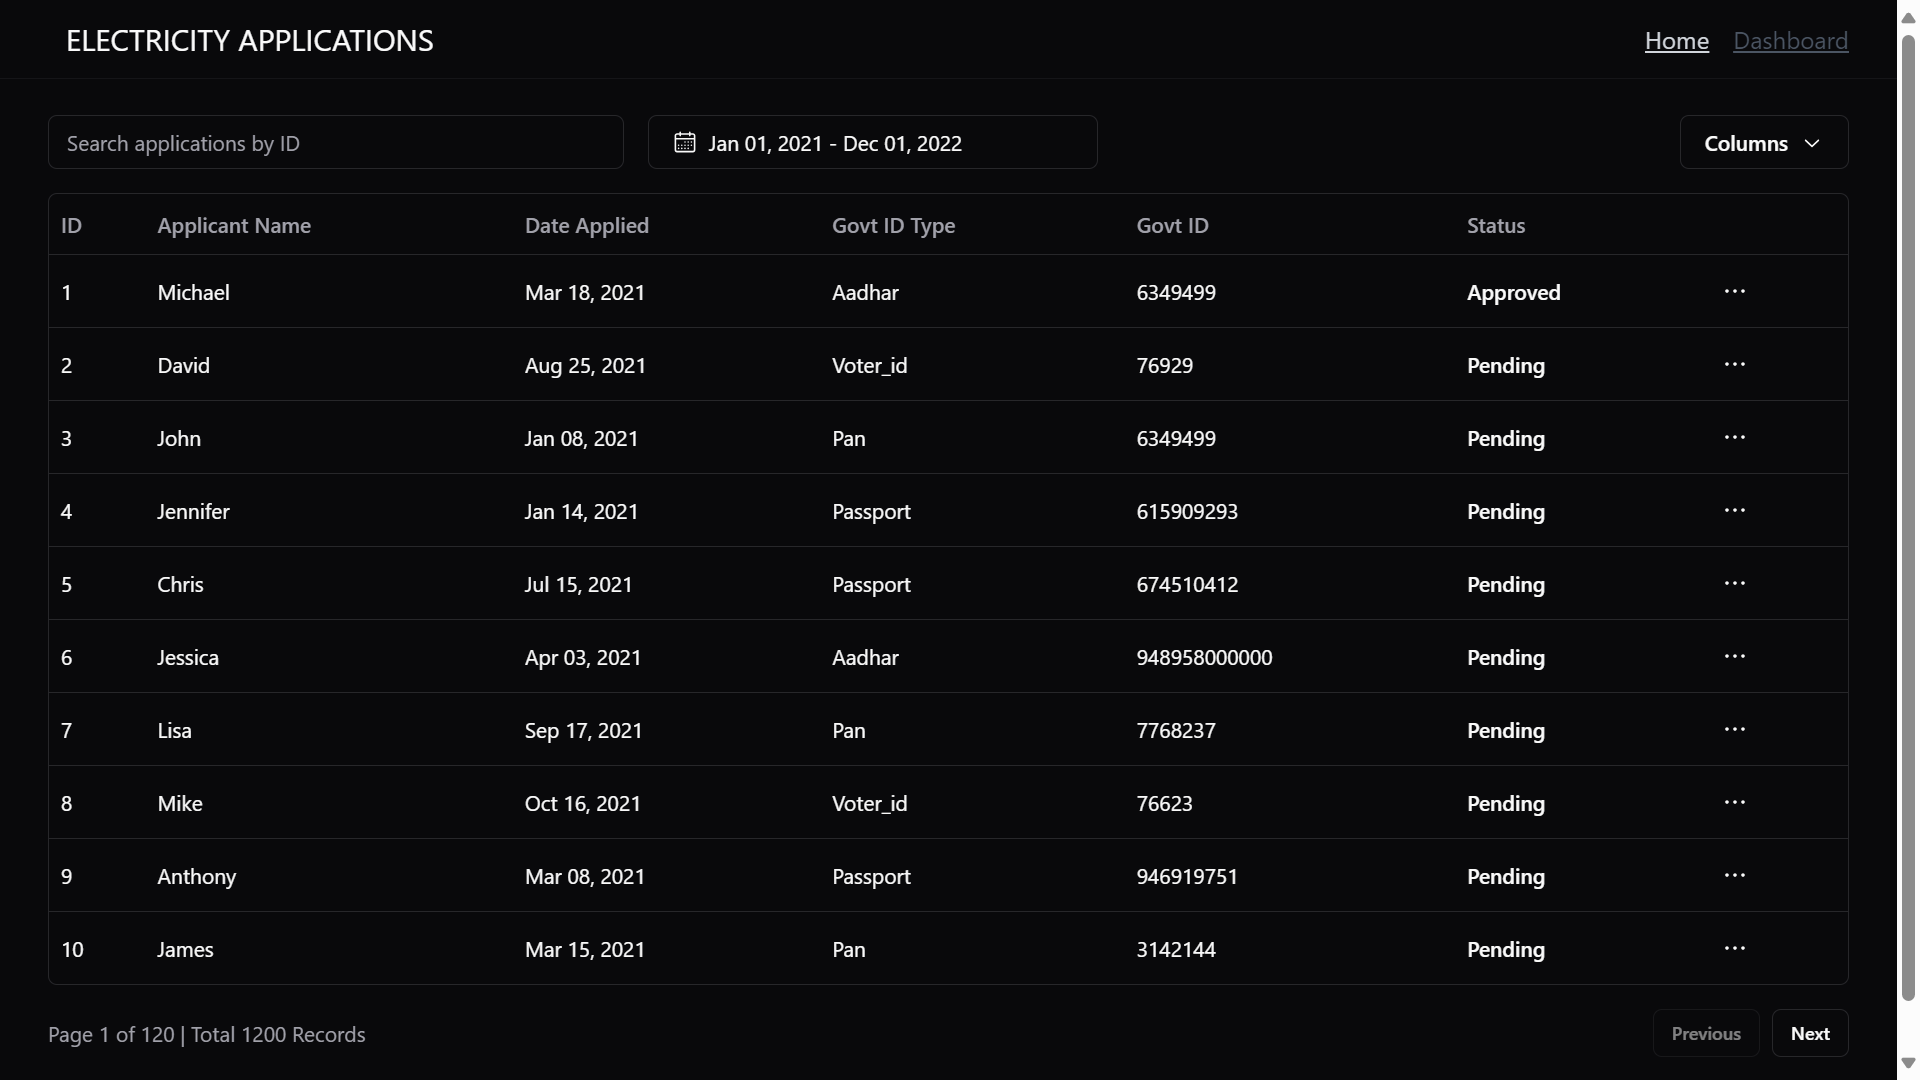 ELECTRICITY APPLICATIONS Home Dashboard
Search applications by ID Jan 01, 2021 - Dec 01, 2022 Columns
ID Applicant Name Date Applied Govt ID Type Govt ID Status
1 Michael Mar 18, 2021 Aadhar 6349499 Approved ...
2 David Aug 25, 2021 Voter_id 76929 Pending ...
3 John Jan 08, 2021 Pan 6349499 Pending ...
4 Jennifer Jan 14, 2021 Passport 615909293 Pending ...
5 Chris Jul 15, 2021 Passport 674510412 Pending ...
6 Jessica Apr 03, 2021 Aadhar 948958000000 Pending ...
7 Lisa Sep 17, 2021 Pan 7768237 Pending ...
8 Mike Oct 16, 2021 Voter_id 76623 Pending ...
9 Anthony Mar 08, 2021 Passport 946919751 Pending ...
10 James Mar 15, 2021 Pan 3142144 Pending ...
Page 1 of 120 | Total 1200 Records Previous Next